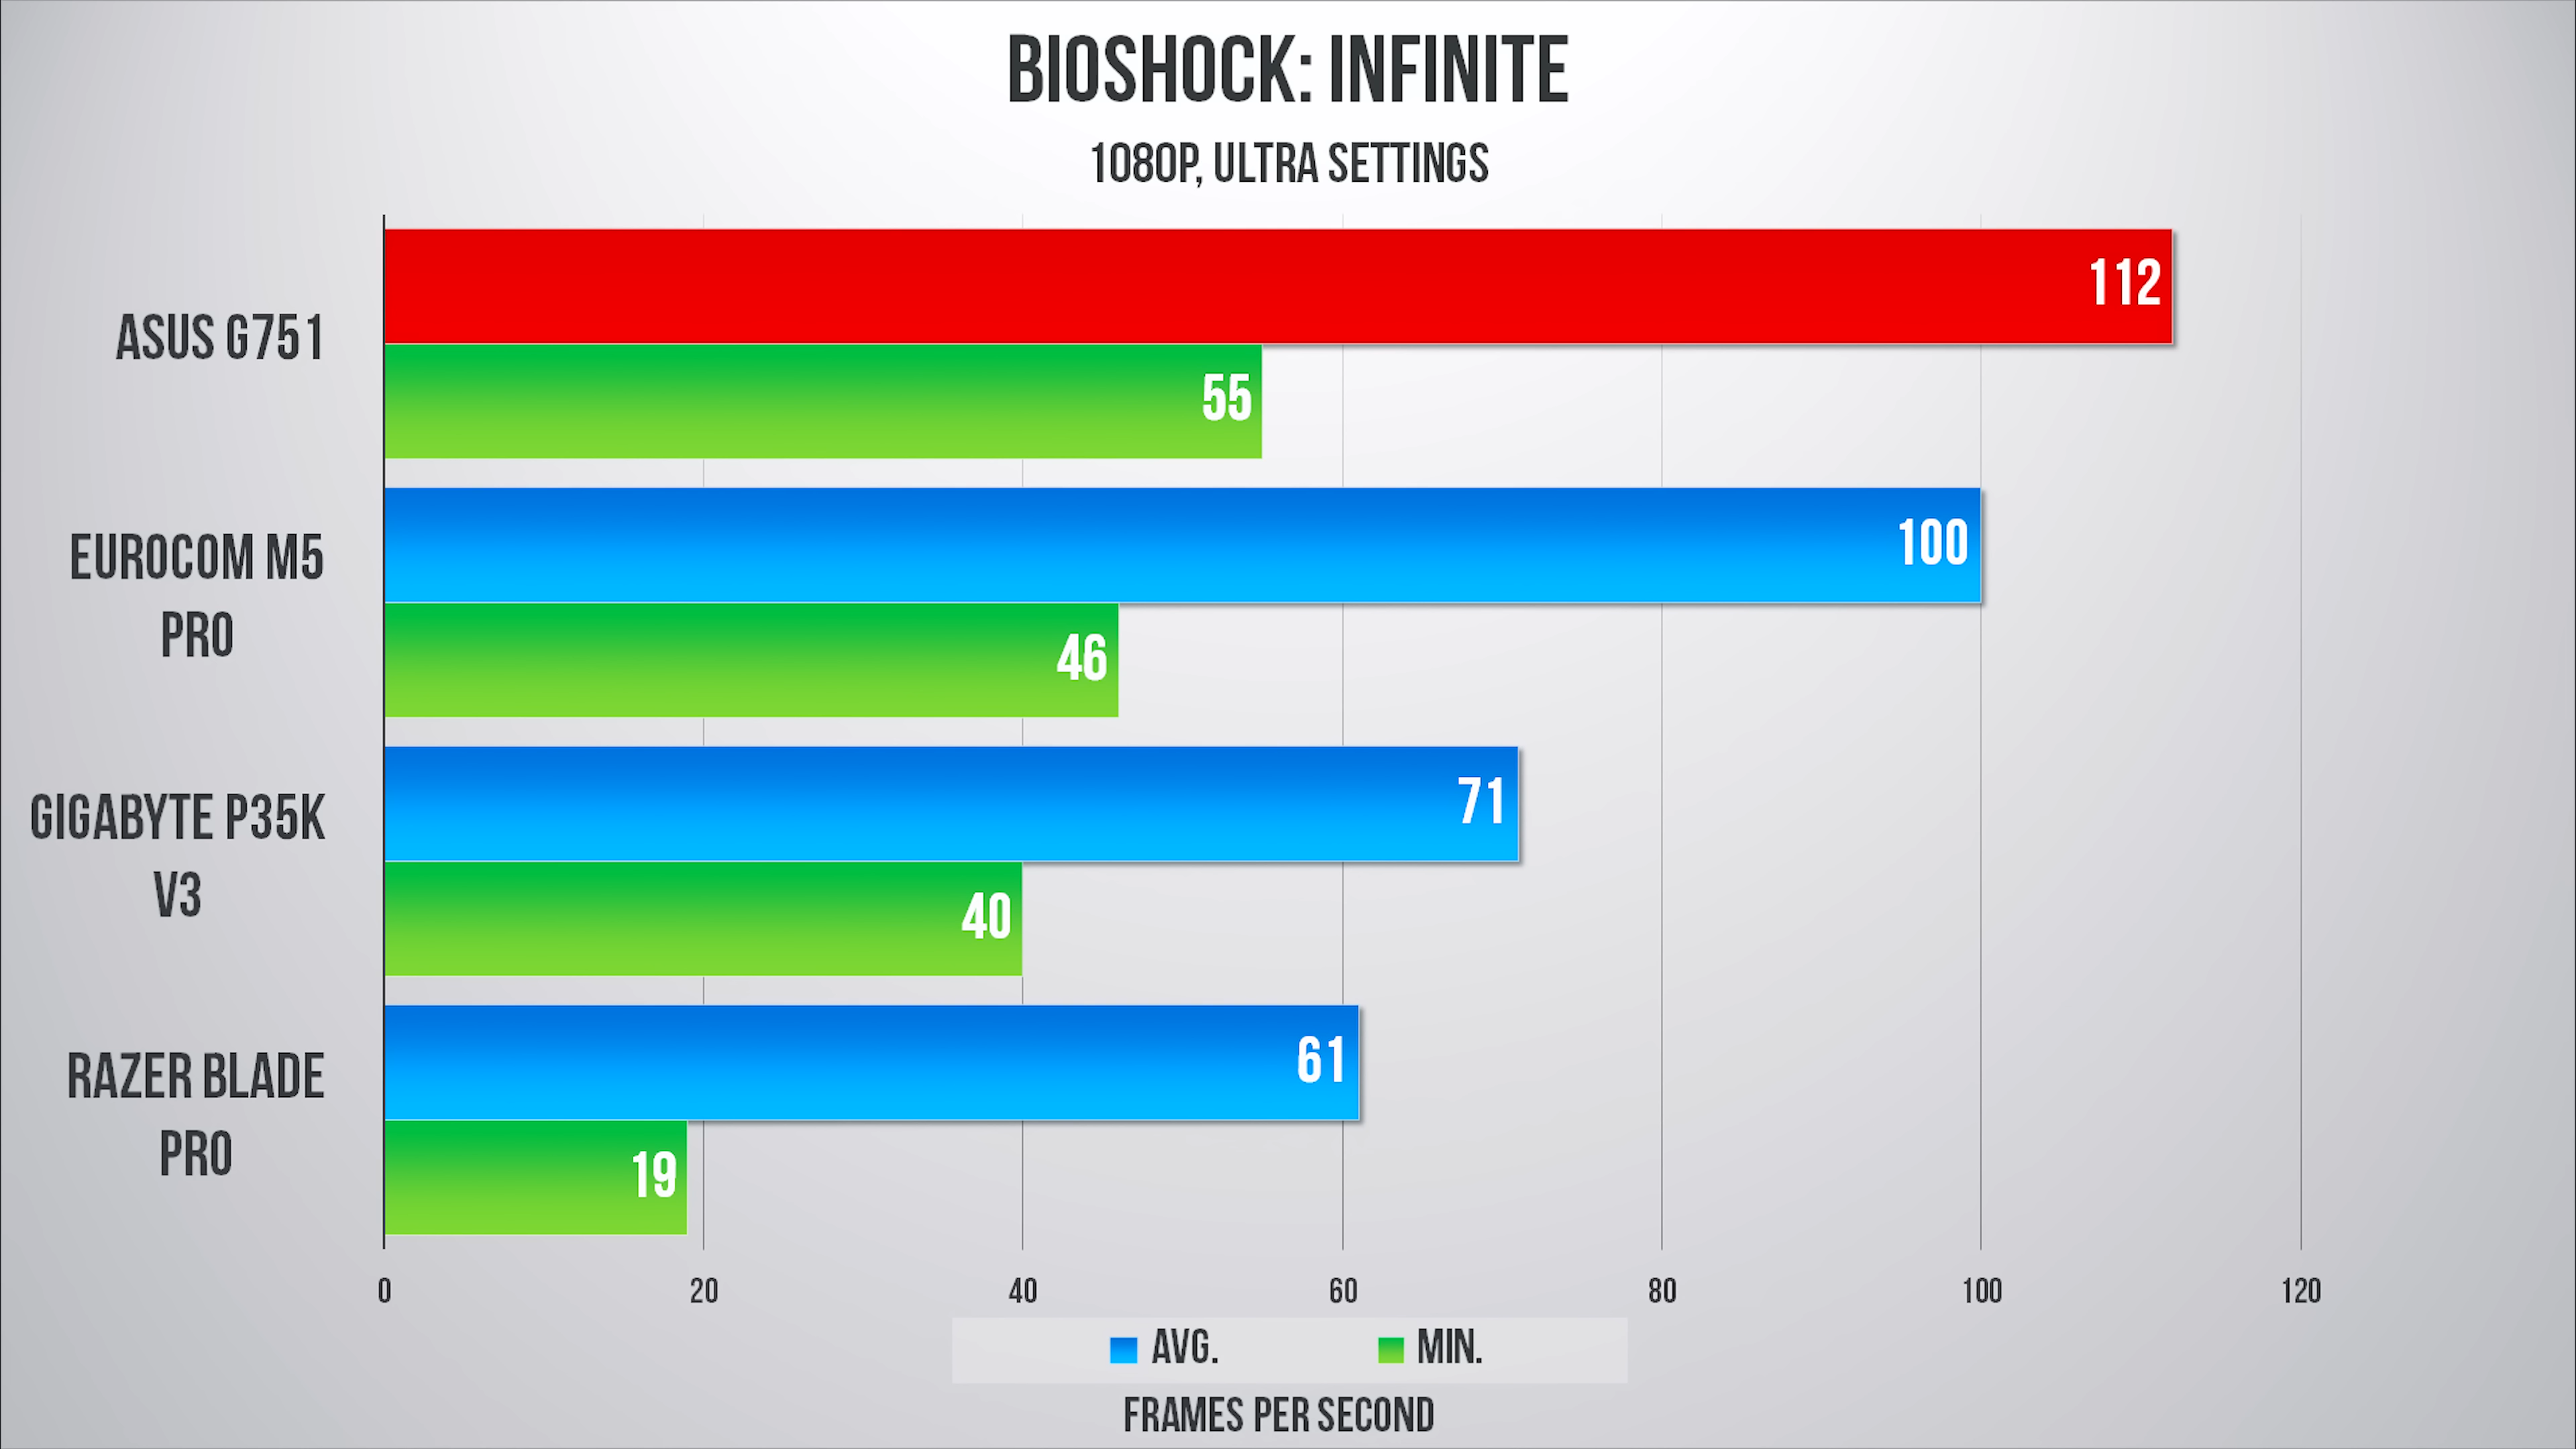 BIOSHOCK: INFINITE
1080P, ULTRA SETTINGS
ASUS G751
112
55
EUROCOM M5
PRO
100
46
GIGABYTE P35K
V3
71
40
RAZER BLADE
PRO
61
19
0 20 40 60 80 100 120
AVG. MIN.
FRAMES PER SECOND